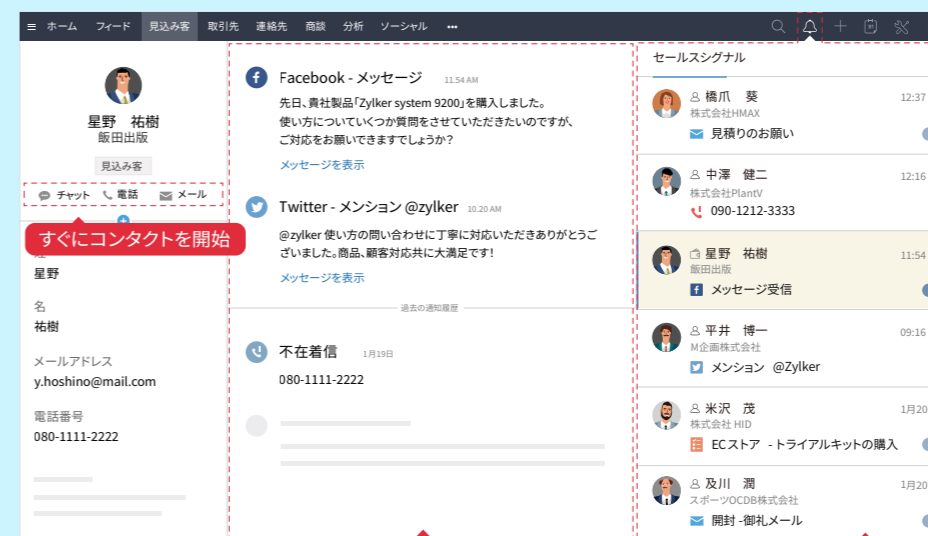 ホーム フィード 見込み客 取引先 連絡先 商談 分析 ソーシャル •••
星野 祐樹
飯田出版
見込み客
チャット 電話 メール
すぐにコンタクトを開始
星野
名
祐樹
メールアドレス
y.hoshino@mail.com
電話番号
080-1111-2222
Facebook - メッセージ 11.54 AM
先日、貴社製品「Zylker system 9200」を購入しました。
使い方についていくつか質問をさせていただきたいのですが、
ご対応をお願いできますでしょうか?
メッセージを表示
Twitter - メンション @zylker 10.20 AM
@zylker 使い方の問い合わせに丁寧に対応いただきありがとうご
ざいました。商品、顧客対応共に大満足です!
メッセージを表示
過去の通知履歴
不在着信 1月19日
080-1111-2222
セールスシグナル
橋爪 葵 12:37
株式会社HMAX
見積りのお願い
中澤 健二 12:16
株式会社PlantV
090-1212-3333
星野 祐樹 11:54
飯田出版
メッセージ受信
平井 博一 09:16
M企画株式会社
メンション @Zylker
米沢 茂 1月20
株式会社 HID
ECストア - トライアルキットの購入
及川 潤 1月20
スポーツOCDB株式会社
開封 -御礼メール